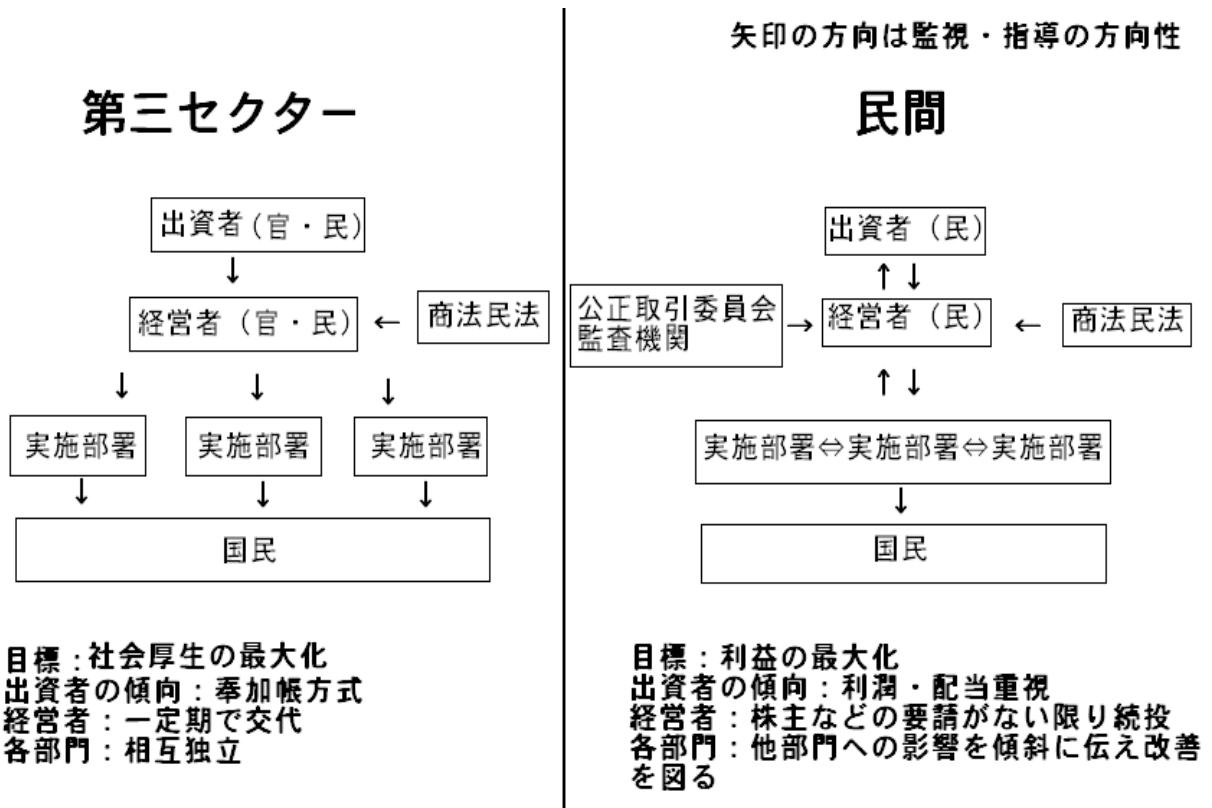 矢印の方向は監視・指導の方向性
第三セクター
出資者(官・民)
↓
経営者（官・民）
←
商法民法
↓ ↓ ↓
実施部署 実施部署 実施部署
↓ ↓ ↓
国民
目標：社会厚生の最大化
出資者の傾向：奉加帳方式
経営者：一定期で交代
各部門：相互独立
民間
出資者（民）
↑↓
公正取引委員会
監査機関
→
経営者（民）
←
商法民法
↑↓
実施部署⇔実施部署⇔実施部署
↓
国民
目標：利益の最大化
出資者の傾向：利潤・配当重視
経営者：株主などの要請がない限り続投
各部門：他部門への影響を傾斜に伝え改善
を図る